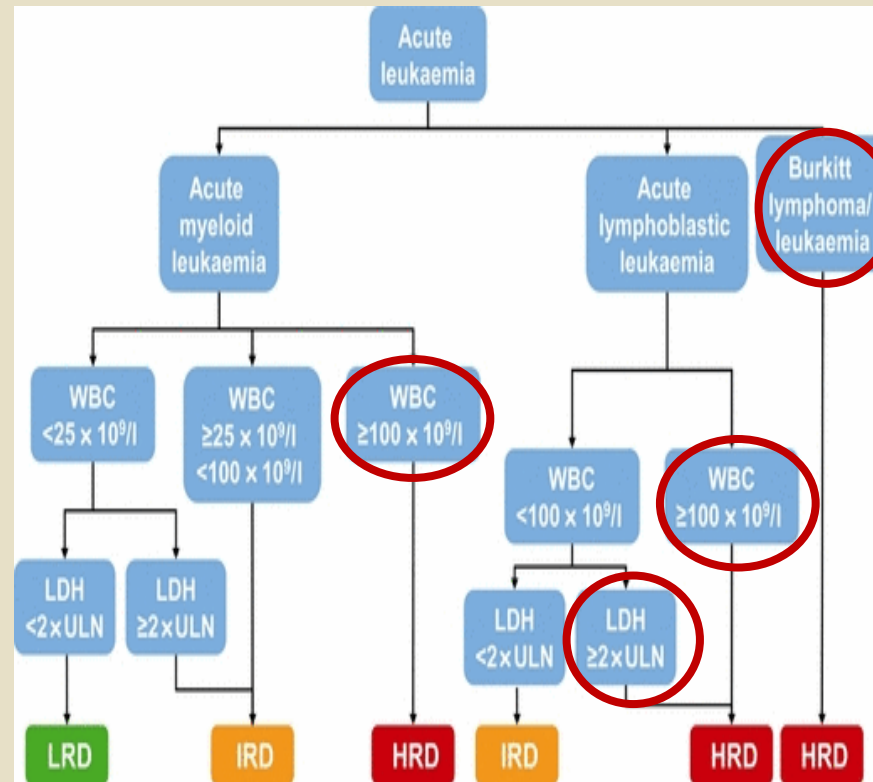 Acute
leukaemia
Acute
myeloid
leukaemia
Acute
lymphoblastic
leukaemia
Burkitt
lymphoma/
leukaemia
WBC
<25 x 10⁹/l
WBC
≥25 x 10⁹/l
<100 x 10⁹/l
WBC
≥100 x 10⁹/l
WBC
<100 x 10⁹/l
WBC
≥100 x 10⁹/l
LDH
<2xULN
LDH
≥2xULN
LDH
<2xULN
LDH
≥2xULN
LRD
IRD
HRD
IRD
HRD
HRD